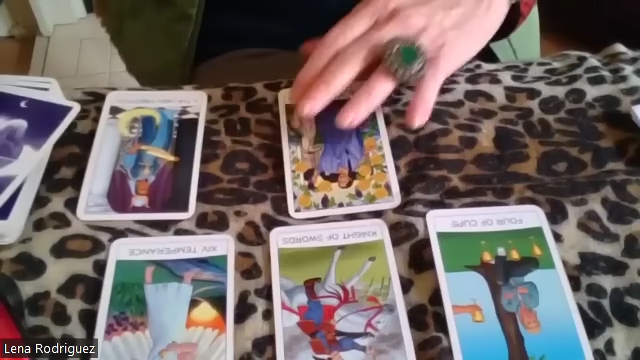 XIV TEMPERANCE
KNIGHT OF SWORDS
FOUR OF CUPS
Lena Rodriguez